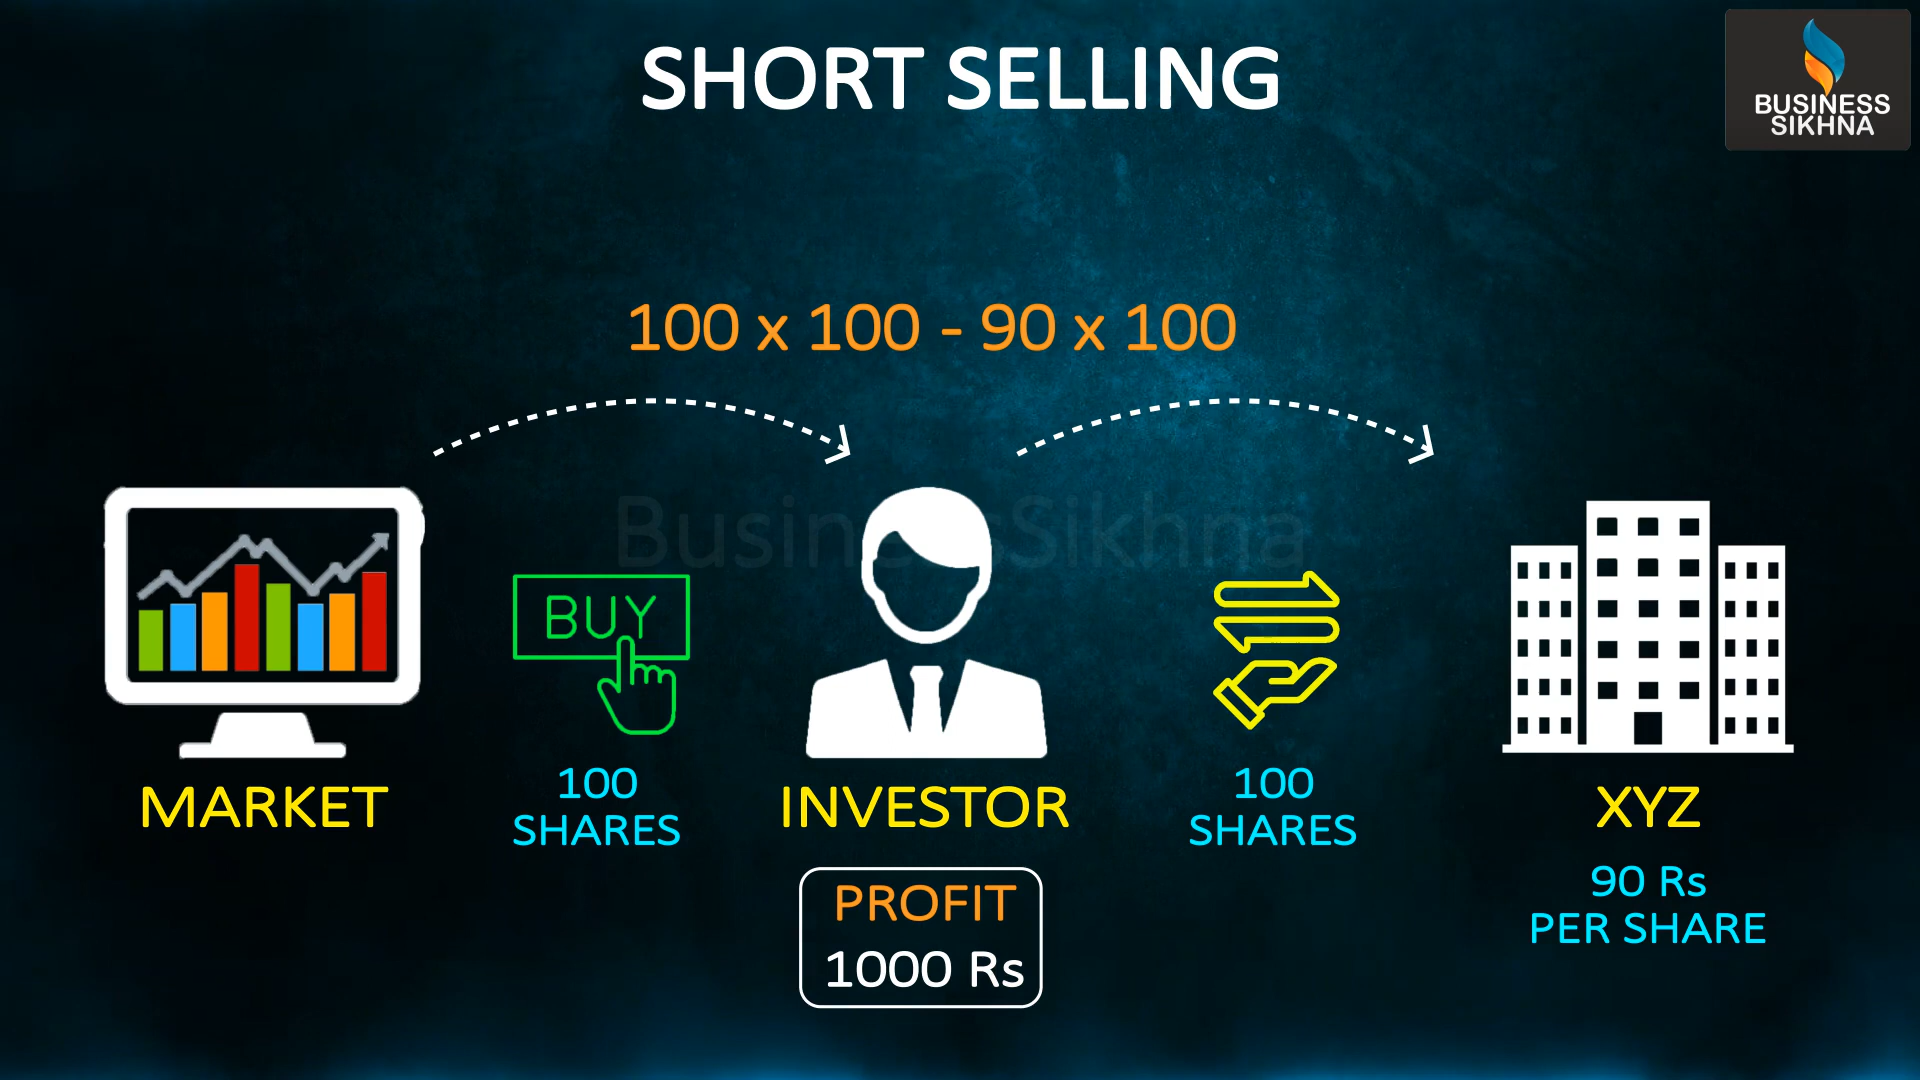 SHORT SELLING
BUSINESS
SIKHNA
100 x 100 - 90 x 100
BusinessSikhna
BUY
100
SHARES
100
SHARES
MARKET
INVESTOR
XYZ
PROFIT
1000 Rs
90 Rs
PER SHARE